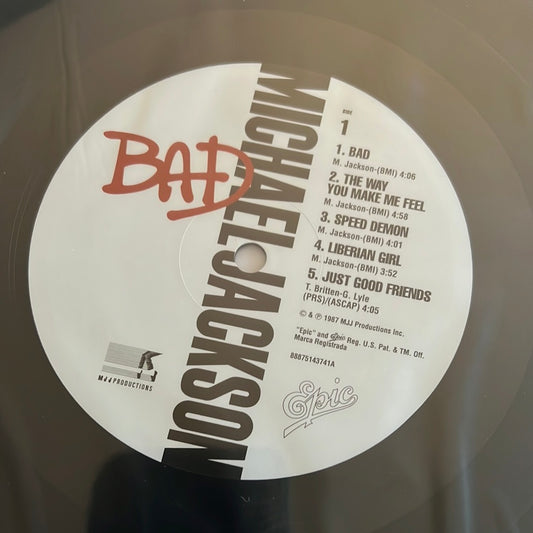 BAD
MICHAEL JACKSON
SIDE
1
1. BAD
M. Jackson-(BMI) 4:06
2. THE WAY
YOU MAKE ME FEEL
M. Jackson-(BMI) 4:58
3. SPEED DEMON
M. Jackson-(BMI) 4:01
4. LIBERIAN GIRL
M. Jackson-(BMI) 3:52
5. JUST GOOD FRIENDS
T. Britten-G. Lyle
(PRS)/(ASCAP) 4:05
© & ℗ 1987 MJJ Productions Inc.
"Epic" and Epic Reg. U.S. Pat. & TM. Off.
Marca Registrada
88875143741A
Epic
MJJ PRODUCTIONS